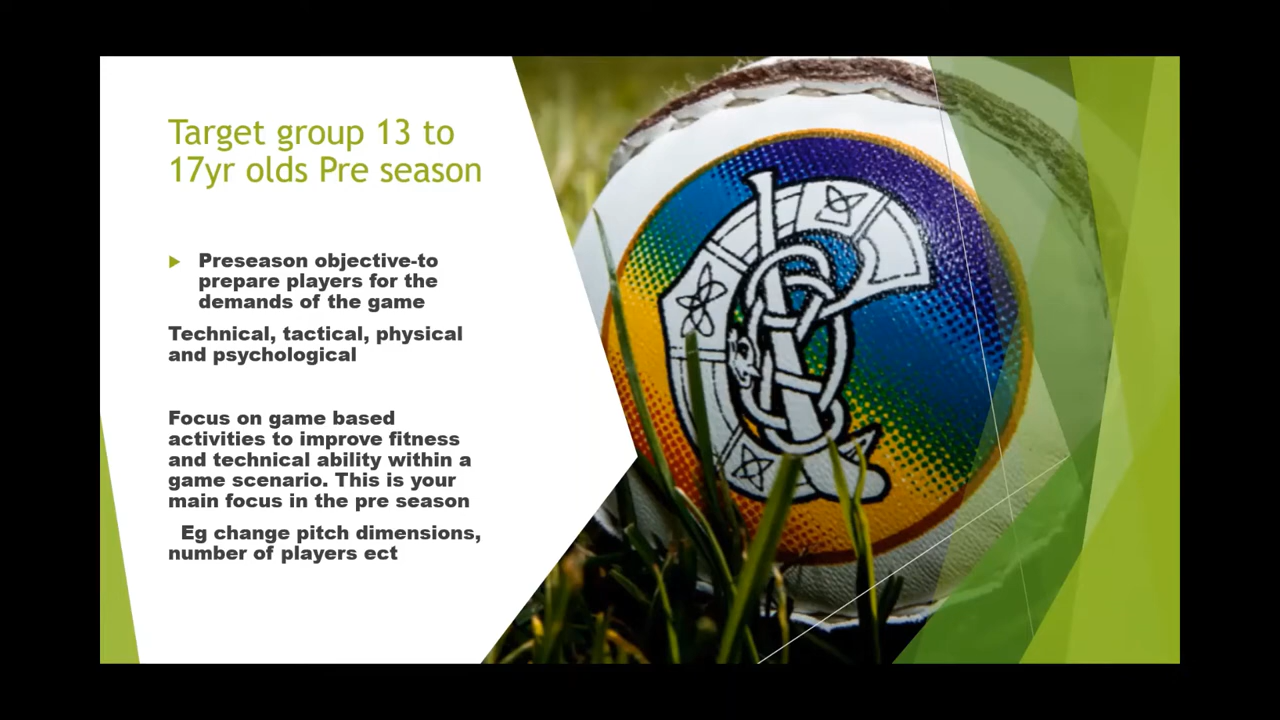 Target group 13 to
17yr olds Pre season
Preseason objective-to
prepare players for the
demands of the game
Technical, tactical, physical
and psychological
Focus on game based
activities to improve fitness
and technical ability within a
game scenario. This is your
main focus in the pre season
Eg change pitch dimensions,
number of players ect